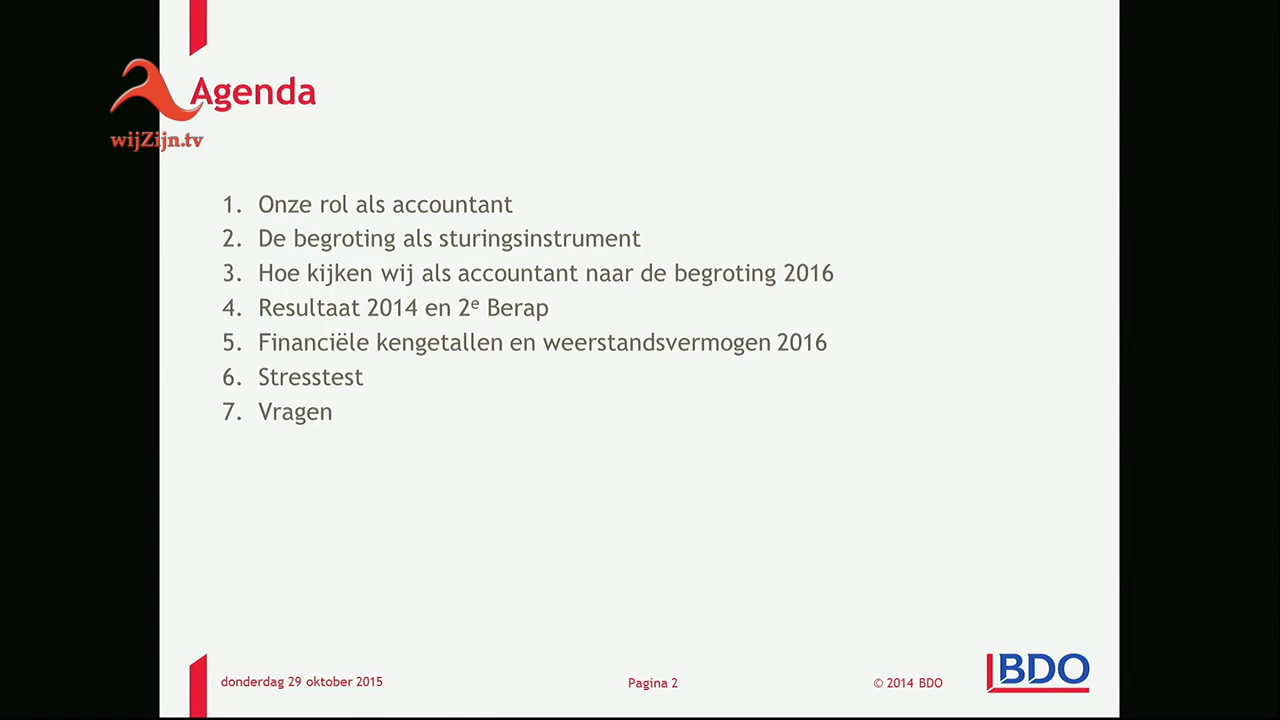 Agenda
wijZijn.tv
1. Onze rol als accountant
2. De begroting als sturingsinstrument
3. Hoe kijken wij als accountant naar de begroting 2016
4. Resultaat 2014 en 2e Berap
5. Financiële kengetallen en weerstandsvermogen 2016
6. Stresstest
7. Vragen
donderdag 29 oktober 2015
Pagina 2
© 2014 BDO
BDO